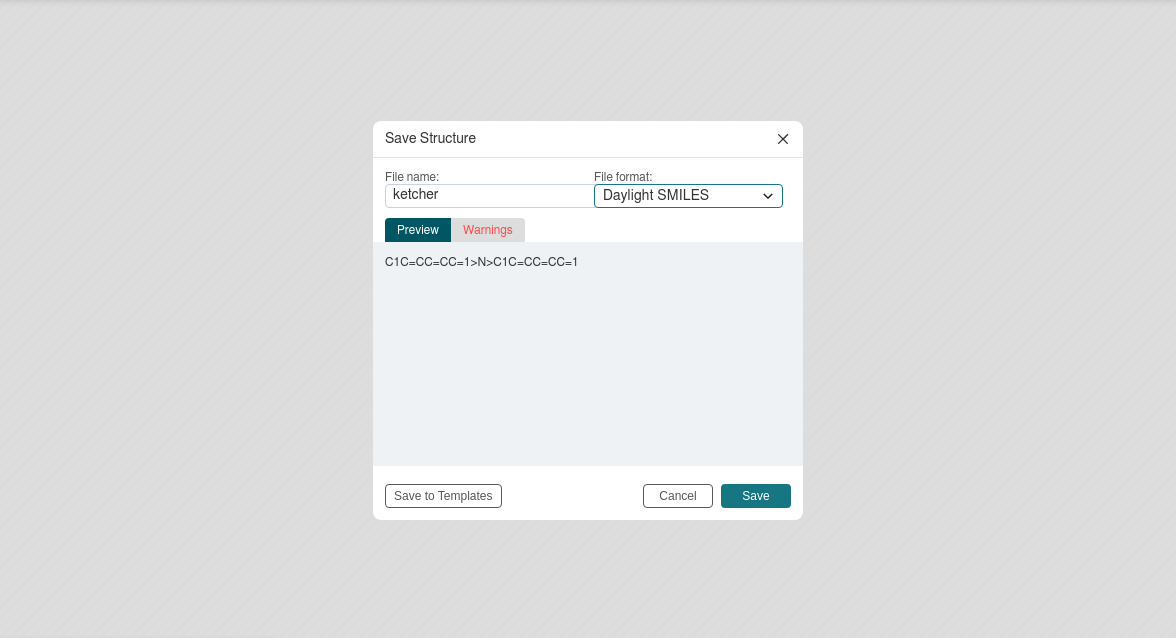 Save Structure
File name:
File format:
ketcher
Daylight SMILES
Preview
Warnings
C1C=CC=CC=1>N>C1C=CC=CC=1
Save to Templates
Cancel
Save